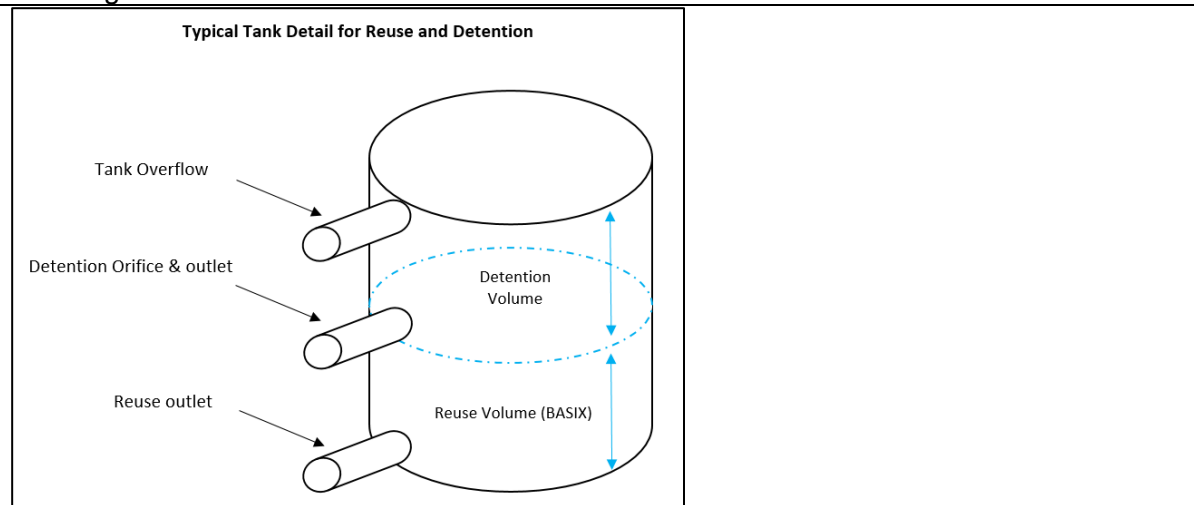 Typical Tank Detail for Reuse and Detention
Tank Overflow
Detention Orifice & outlet
Detention
Volume
Reuse outlet
Reuse Volume (BASIX)